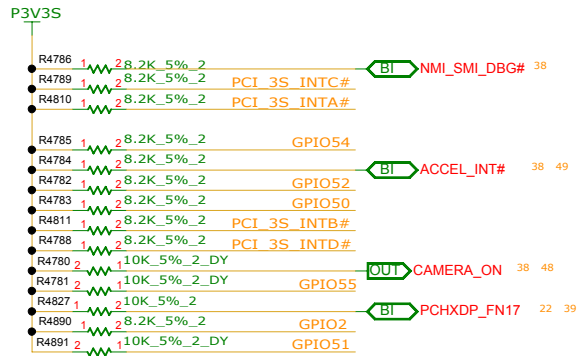 P3V3S
R4786 1 2 8.2K_5%_2 BI NMI_SMI_DBG# 38
R4789 1 2 8.2K_5%_2 PCI_3S_INTC#
R4810 1 2 8.2K_5%_2 PCI_3S_INTA#
R4785 1 2 8.2K_5%_2 GPIO54
R4784 1 2 8.2K_5%_2 BI ACCEL_INT# 38 49
R4782 1 2 8.2K_5%_2 GPIO52
R4783 1 2 8.2K_5%_2 GPIO50
R4811 1 2 8.2K_5%_2 PCI_3S_INTB#
R4788 1 2 8.2K_5%_2 PCI_3S_INTD#
R4780 2 1 10K_5%_2_DY OUT CAMERA_ON 38 48
R4781 2 1 10K_5%_2_DY GPIO55
R4827 1 2 10K_5%_2 BI PCHXDP_FN17 22 39
R4890 1 2 8.2K_5%_2 GPIO2
R4891 2 1 10K_5%_2_DY GPIO51